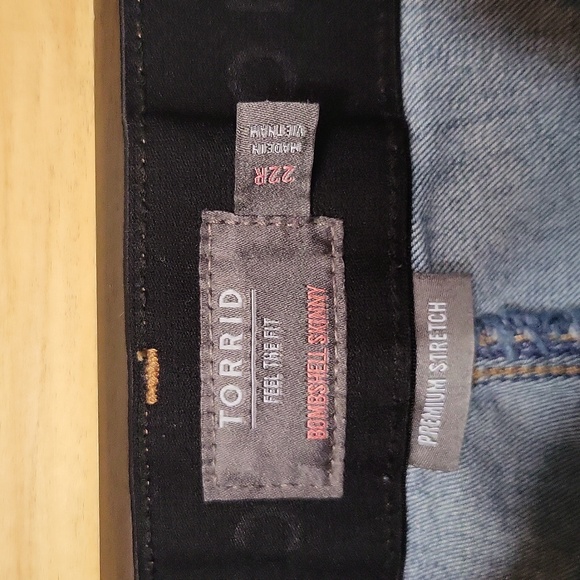 TORRID
FEEL THE FIT
BOMBSHELL SKINNY
22R
MADE IN
VIETNAM
PREMIUM STRETCH